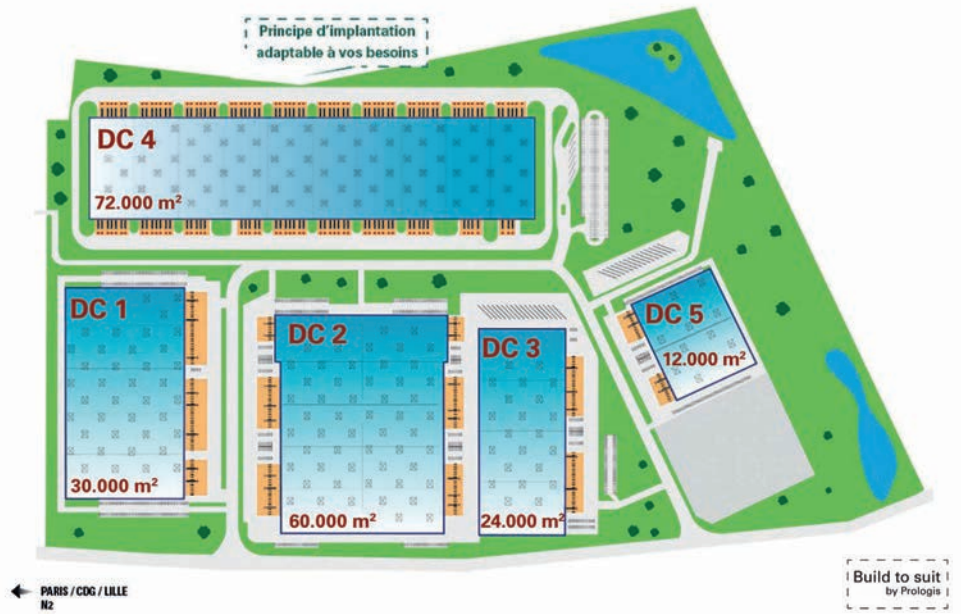 Principe d'implantation
adaptable à vos besoins
DC 4
72.000 m²
DC 1
30.000 m²
DC 2
60.000 m²
DC 3
24.000 m²
DC 5
12.000 m²
PARIS / CDG / LILLE
N2
Build to suit
by Prologis